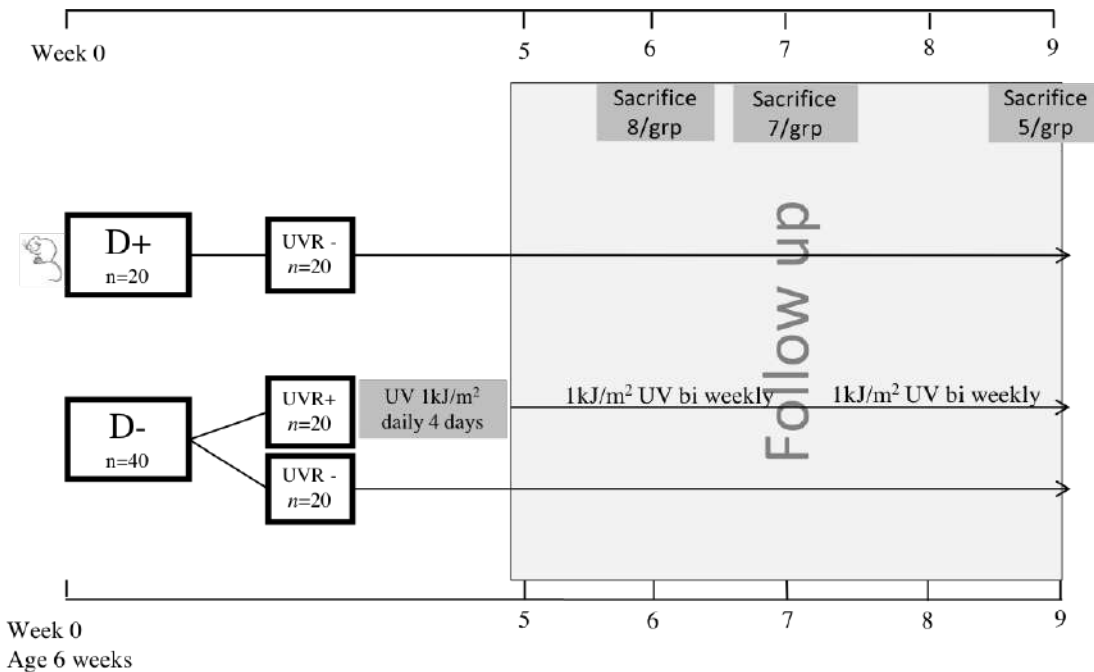 Week 0
5
6
7
8
9
Sacrifice
8/grp
Sacrifice
7/grp
Sacrifice
5/grp
D+
n=20
UVR -
n=20
Follow up
D-
n=40
UVR+
n=20
UV 1kJ/m²
daily 4 days
1kJ/m² UV bi weekly
1kJ/m² UV bi weekly
UVR -
n=20
Week 0
Age 6 weeks
5
6
7
8
9